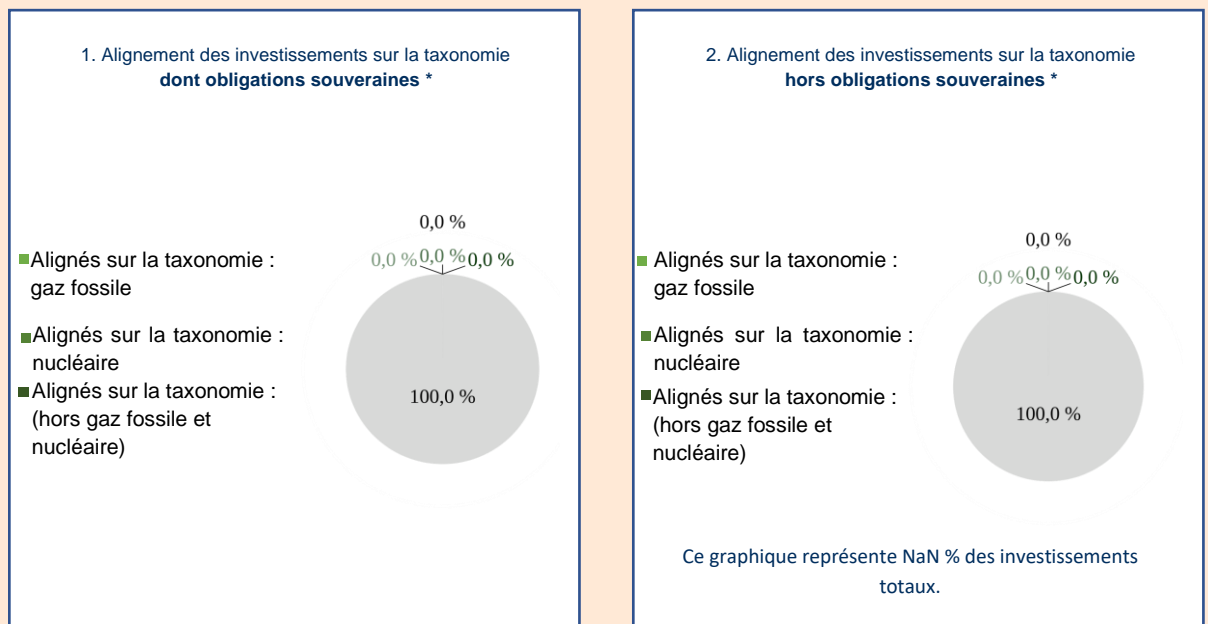 1. Alignement des investissements sur la taxonomie
dont obligations souveraines *
0,0 %
0,0 % 0,0 % 0,0 %
Alignés sur la taxonomie :
gaz fossile
Alignés sur la taxonomie :
nucléaire
Alignés sur la taxonomie :
(hors gaz fossile et
nucléaire)
100,0 %
2. Alignement des investissements sur la taxonomie
hors obligations souveraines *
0,0 %
0,0 % 0,0 % 0,0 %
Alignés sur la taxonomie :
gaz fossile
Alignés sur la taxonomie :
nucléaire
Alignés sur la taxonomie :
(hors gaz fossile et
nucléaire)
100,0 %
Ce graphique représente NaN % des investissements
totaux.